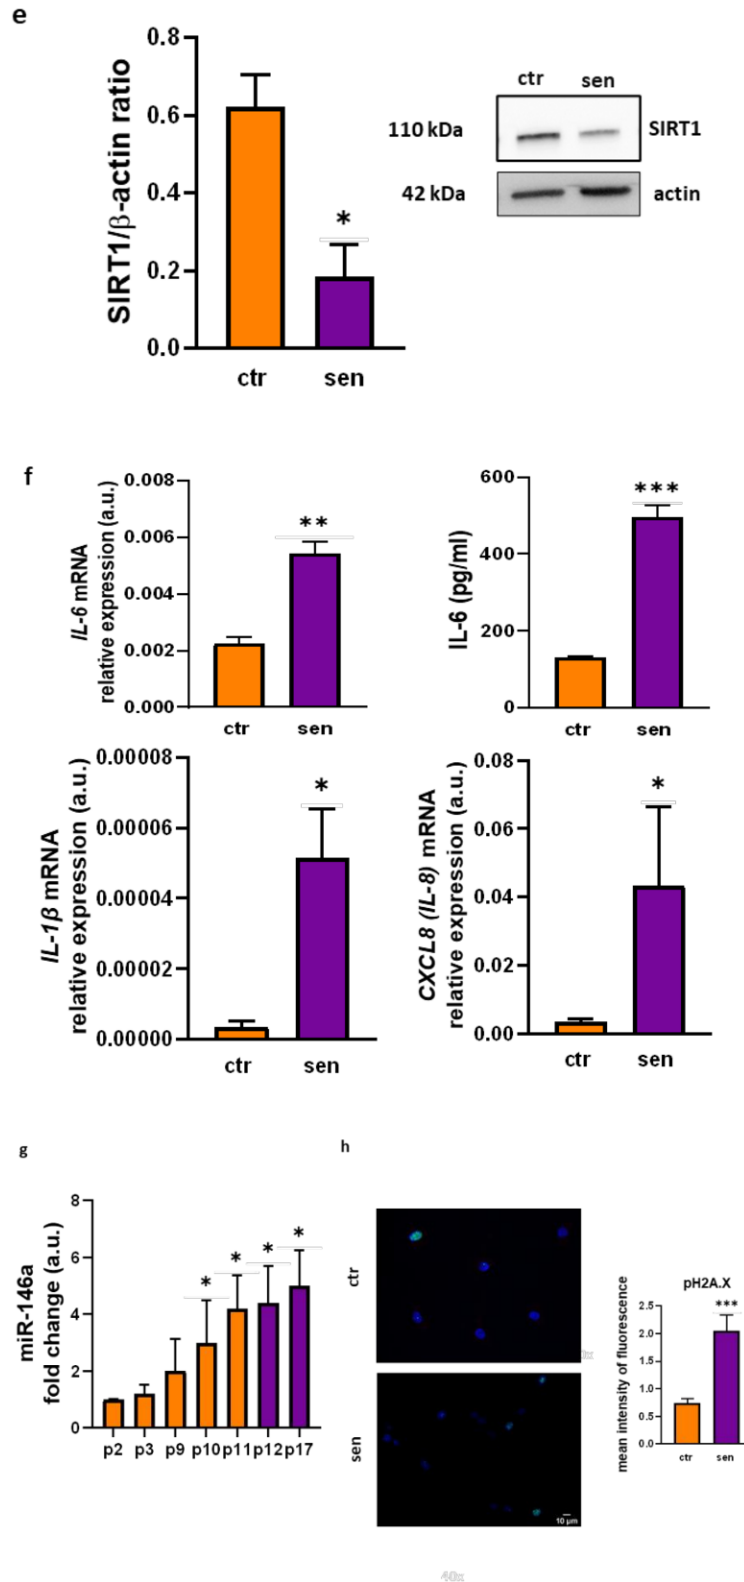 e
SIRT1/β-actin ratio
0.8
0.6
0.4
0.2
0.0
*
ctr
sen
ctr
sen
110 kDa
SIRT1
42 kDa
actin
f
IL-6 mRNA
relative expression (a.u.)
0.008
0.006
0.004
0.002
0.000
**
ctr
sen
IL-6 (pg/ml)
600
400
200
0
***
ctr
sen
IL-1β mRNA
relative expression (a.u.)
0.00008
0.00006
0.00004
0.00002
0.00000
*
ctr
sen
CXCL8 (IL-8) mRNA
relative expression (a.u.)
0.08
0.06
0.04
0.02
0.00
*
ctr
sen
g
miR-146a
fold change (a.u.)
8
6
4
2
0
*
*
*
*
p2 p3 p9 p10 p11 p12 p17
h
ctr
sen
10 µm
40x
pH2A.X
mean intensity of fluorescence
2.5
2.0
1.5
1.0
0.5
0.0
***
ctr
sen